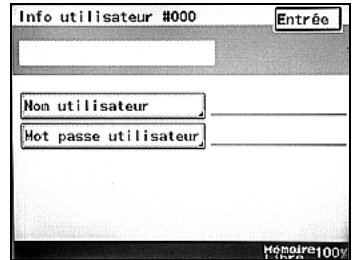 Info utilisateur #000
Entrée
Nom utilisateur
Mot passe utilisateur
Mémoire
Libre 100%